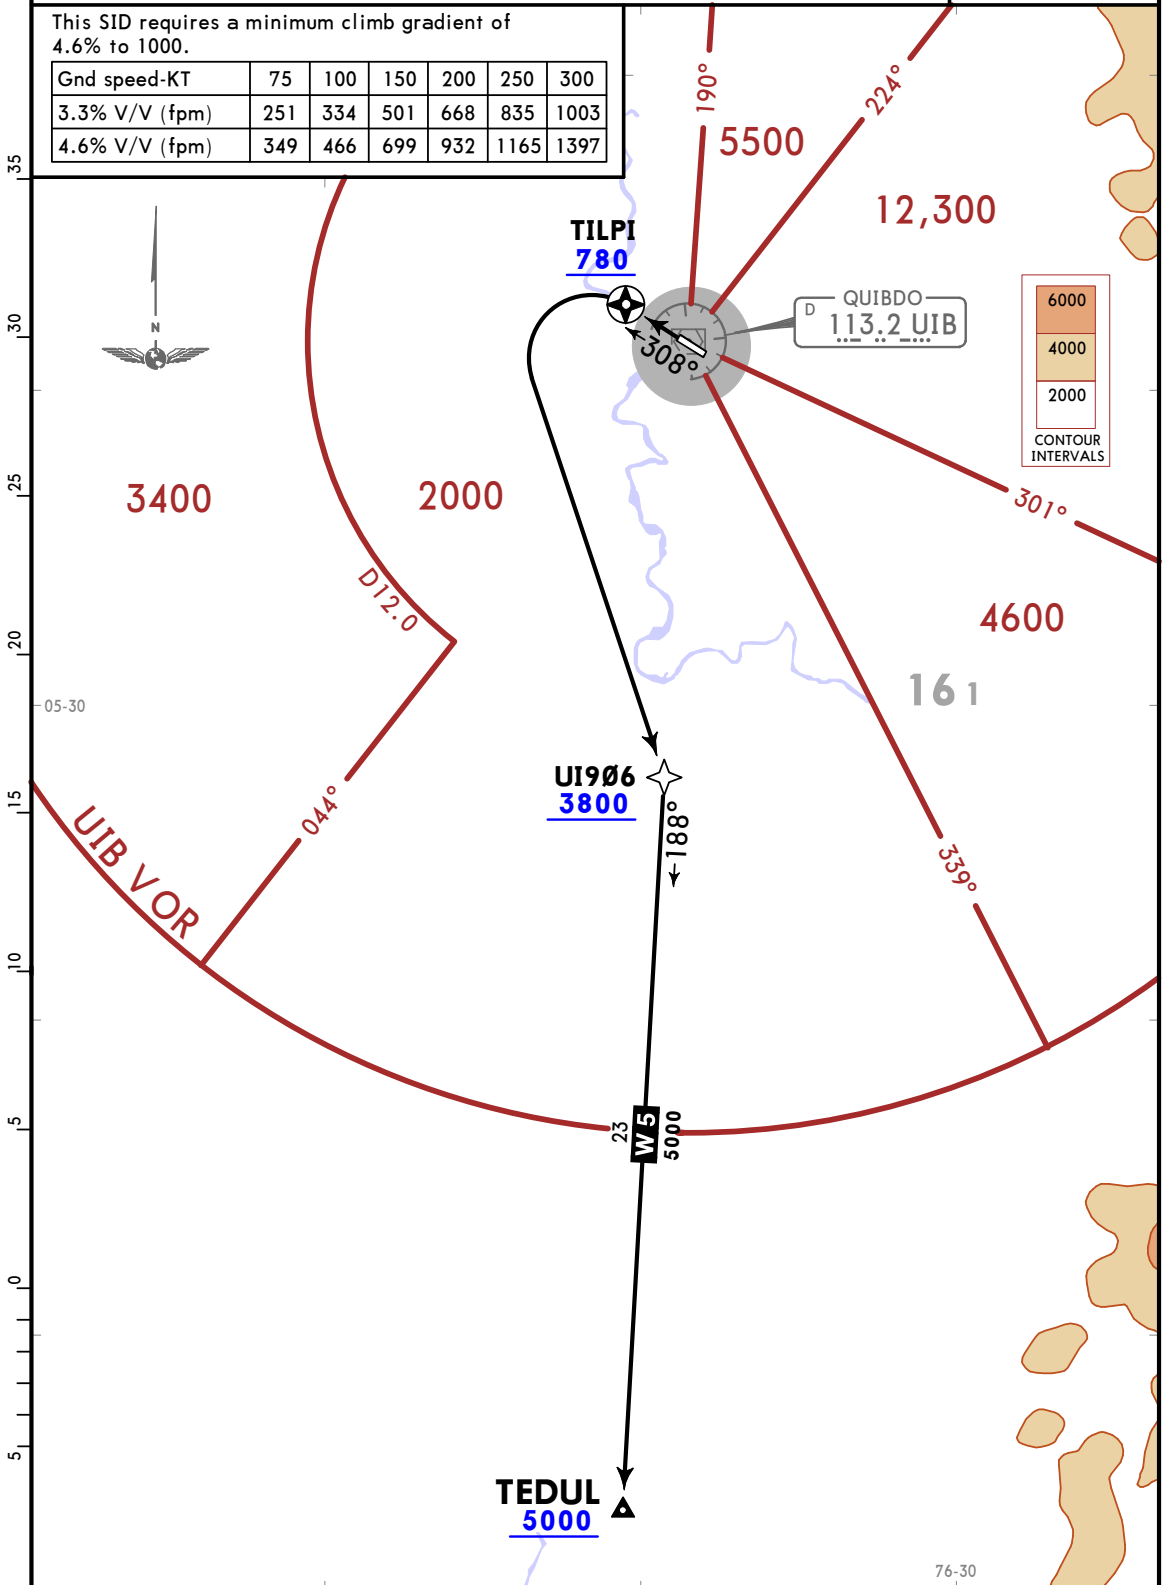 This SID requires a minimum climb gradient of
4.6% to 1000.
Gnd speed-KT 75 100 150 200 250 300
3.3% V/V (fpm) 251 334 501 668 835 1003
4.6% V/V (fpm) 349 466 699 932 1165 1397
190°
224°
5500
12,300
35
TILPI
780
N
D
QUIBDO
113.2 UIB
6000
4000
2000
CONTOUR
INTERVALS
30
308°
25
3400
2000
301°
D12.0
4600
20
05-30
16 1
UI9Ø6
3800
15
044°
188°
339°
UIB VOR
10
5
23
W 5
5000
0
5
TEDUL
5000
76-30